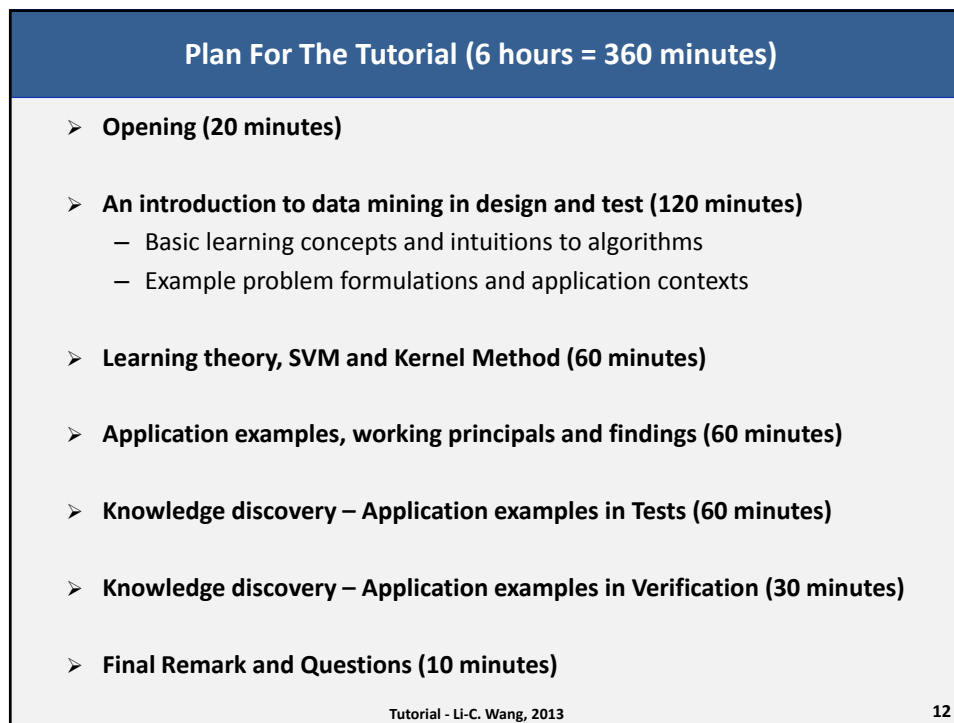 Plan For The Tutorial (6 hours = 360 minutes)
➢ Opening (20 minutes)
➢ An introduction to data mining in design and test (120 minutes)
– Basic learning concepts and intuitions to algorithms
– Example problem formulations and application contexts
➢ Learning theory, SVM and Kernel Method (60 minutes)
➢ Application examples, working principals and findings (60 minutes)
➢ Knowledge discovery – Application examples in Tests (60 minutes)
➢ Knowledge discovery – Application examples in Verification (30 minutes)
➢ Final Remark and Questions (10 minutes)
Tutorial - Li-C. Wang, 2013
12